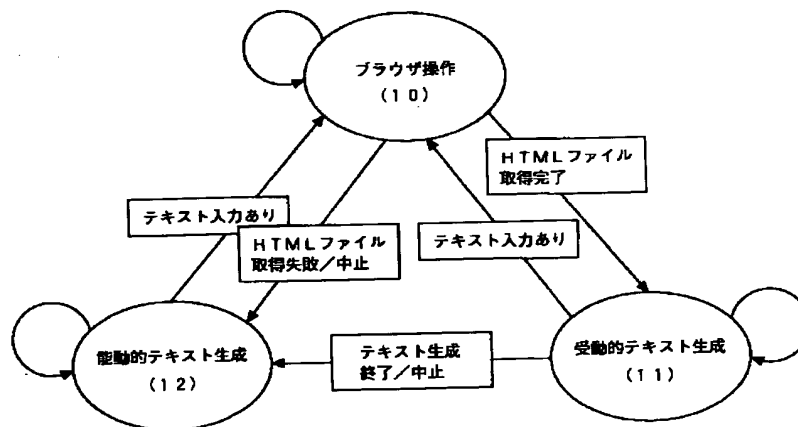 ブラウザ操作
(10)
HTMLファイル
取得完了
テキスト入力あり
HTMLファイル
取得失敗/中止
テキスト入力あり
能動的テキスト生成
(12)
テキスト生成
終了/中止
受動的テキスト生成
(11)